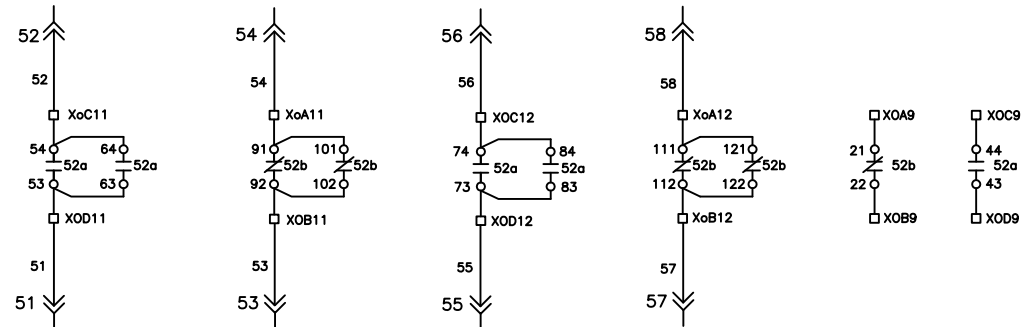 52 54 56 58
52 54 56 58
XoC11 XoA11 XOC12 XoA12 XOA9 XOC9
54 64 91 101 74 84 111 121 21 44
52a 52b 52b 52a 52a 52b 52b 52b 52a
53 63 92 102 73 83 112 122 22 43
XOD11 XOB11 XOD12 XoB12 XOB9 XOD9
51 53 55 57
51 53 55 57